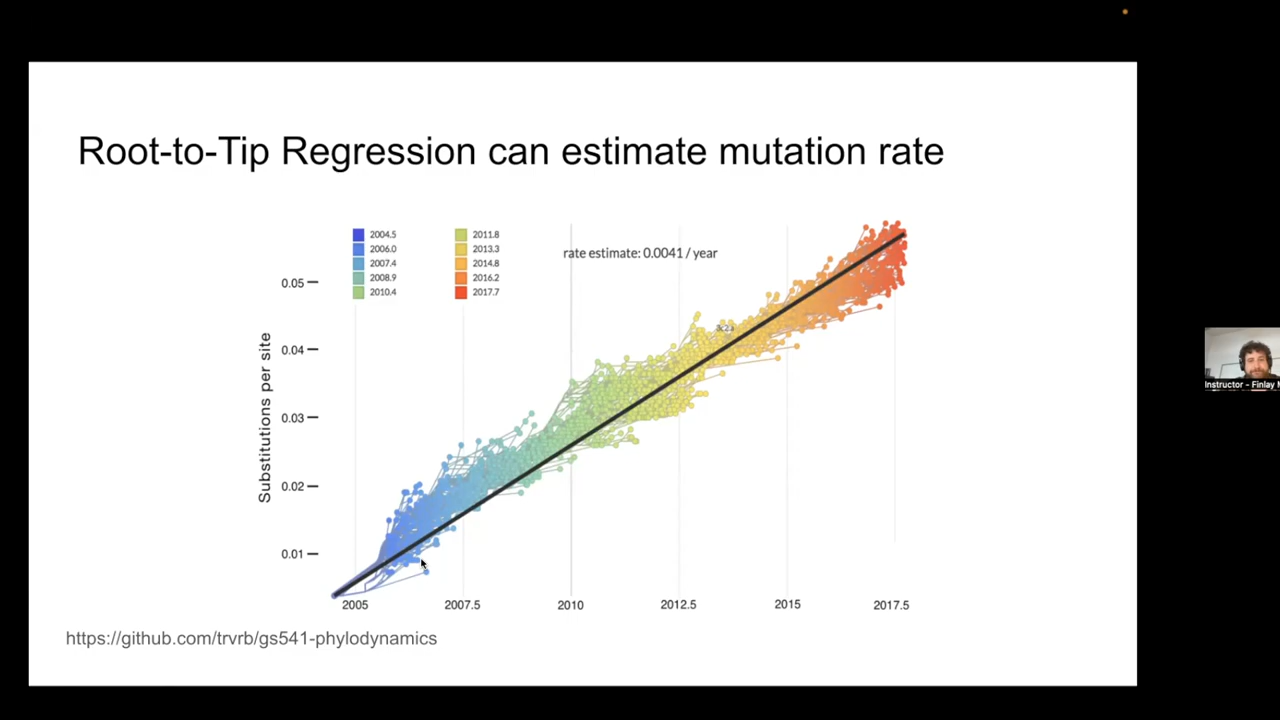 Root-to-Tip Regression can estimate mutation rate
2004.5 2011.8
2006.0 2013.3
2007.4 2014.8
2008.9 2016.2
2010.4 2017.7
rate estimate: 0.0041 / year
Substitutions per site
0.05
0.04
0.03
0.02
0.01
2005 2007.5 2010 2012.5 2015 2017.5
https://github.com/trvrb/gs541-phylodynamics
Instructor - Finlay M